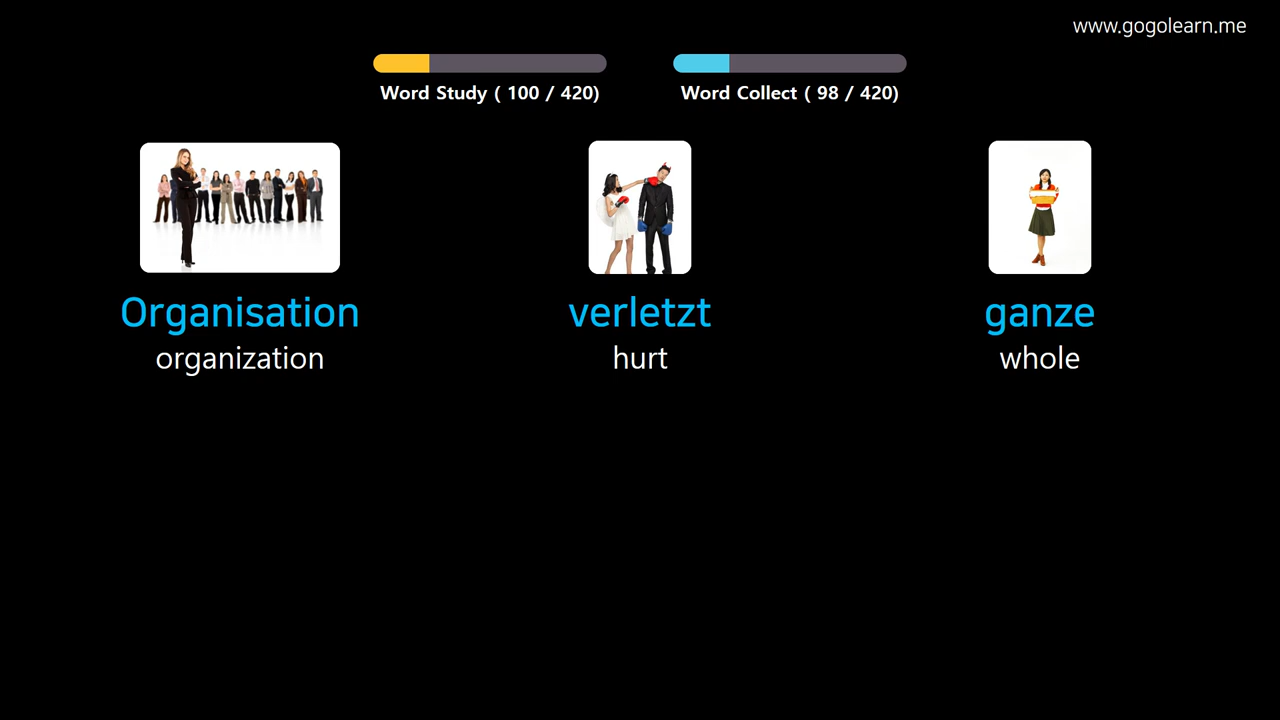 www.gogolearn.me
Word Study ( 100 / 420)
Word Collect ( 98 / 420)
Organisation
organization
verletzt
hurt
ganze
whole